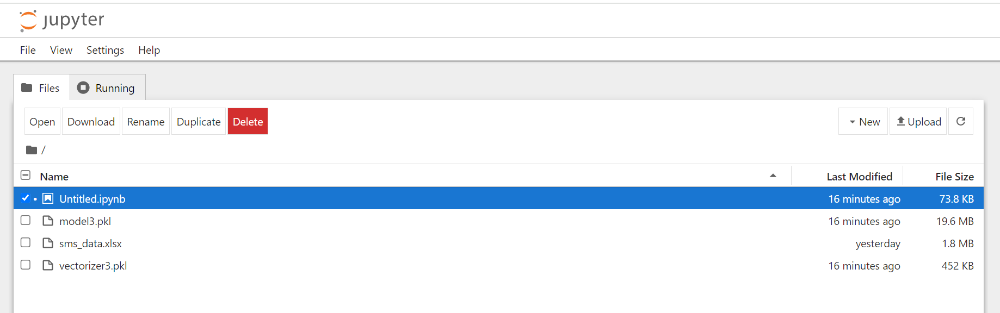 jupyter
File View Settings Help
Files Running
Open Download Rename Duplicate Delete New Upload
/
Name Last Modified File Size
Untitled.ipynb 16 minutes ago 73.8 KB
model3.pkl 16 minutes ago 19.6 MB
sms_data.xlsx yesterday 1.8 MB
vectorizer3.pkl 16 minutes ago 452 KB